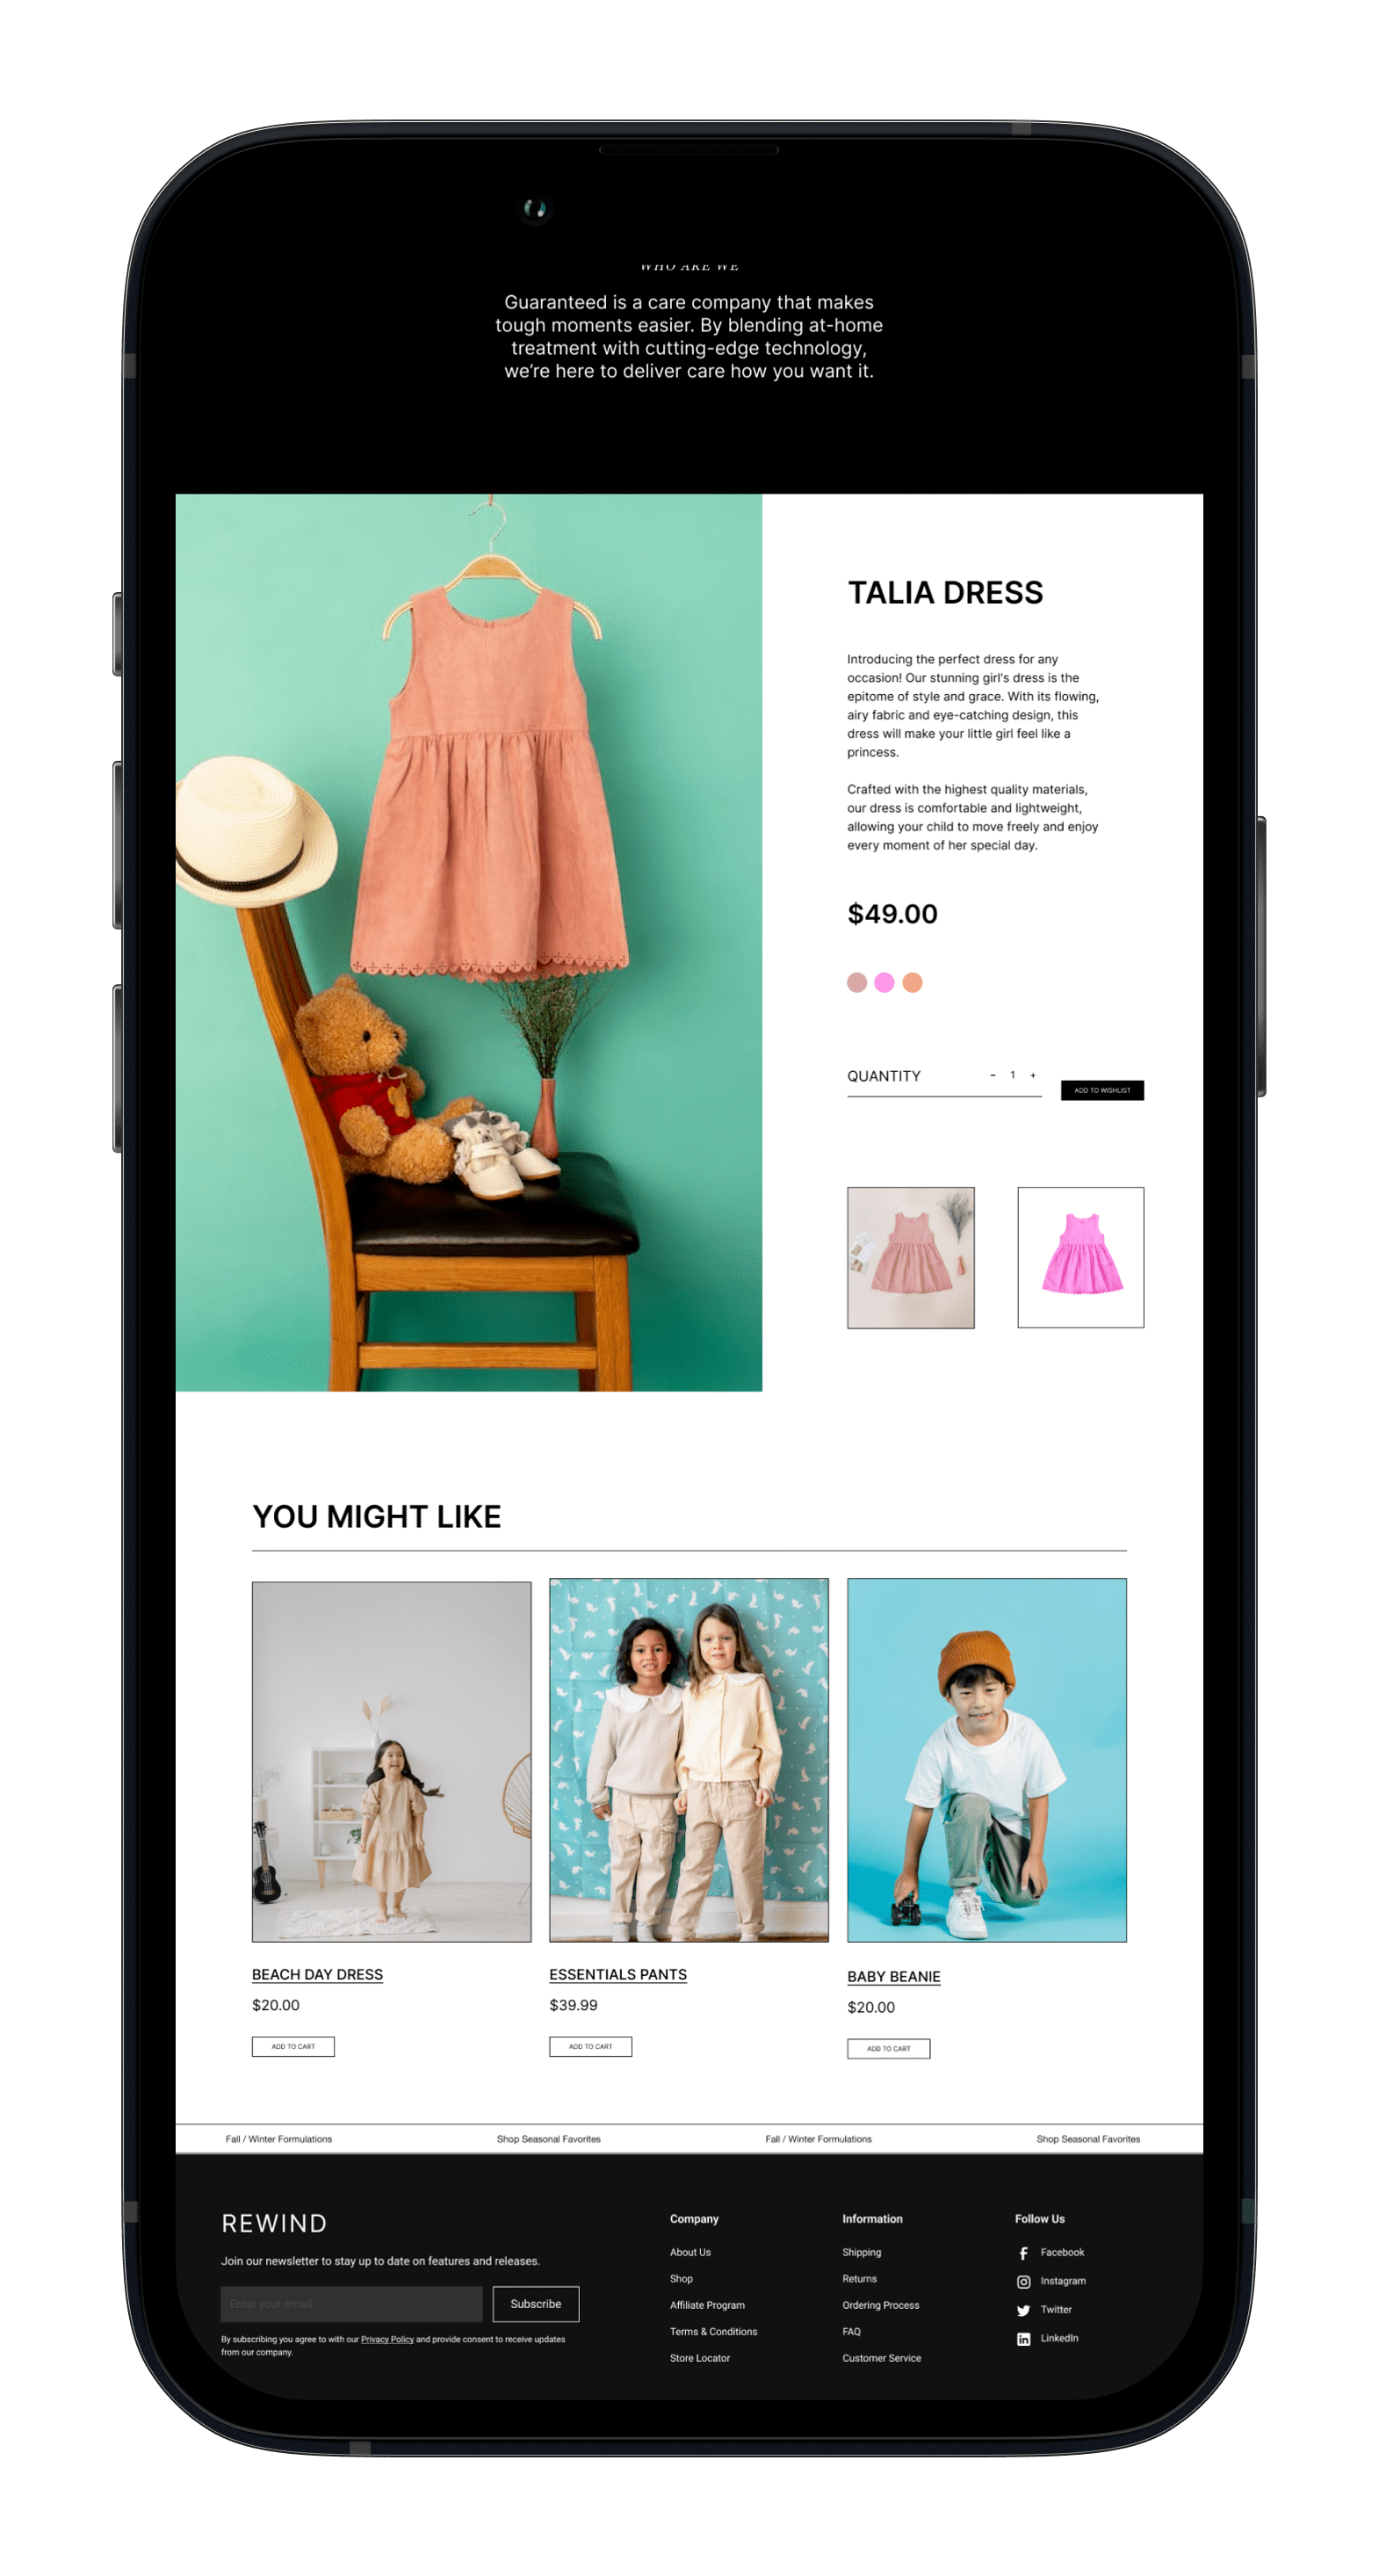 WHO ARE WE
Guaranteed is a care company that makes
tough moments easier. By blending at-home
treatment with cutting-edge technology,
we're here to deliver care how you want it.
TALIA DRESS
Introducing the perfect dress for any
occasion! Our stunning girl's dress is the
epitome of style and grace. With its flowing,
airy fabric and eye-catching design, this
dress will make your little girl feel like a
princess.
Crafted with the highest quality materials,
our dress is comfortable and lightweight,
allowing your child to move freely and enjoy
every moment of her special day.
$49.00
QUANTITY - 1 +
ADD TO WISHLIST
YOU MIGHT LIKE
BEACH DAY DRESS
$20.00
ADD TO CART
ESSENTIALS PANTS
$39.99
ADD TO CART
BABY BEANIE
$20.00
ADD TO CART
Fall / Winter Formulations Shop Seasonal Favorites Fall / Winter Formulations Shop Seasonal Favorites
REWIND
Join our newsletter to stay up to date on features and releases.
Enter your email
Subscribe
By subscribing you agree to with our Privacy Policy and provide consent to receive updates
from our company.
Company
About Us
Shop
Affiliate Program
Terms & Conditions
Store Locator
Information
Shipping
Returns
Ordering Process
FAQ
Customer Service
Follow Us
Facebook
Instagram
Twitter
LinkedIn